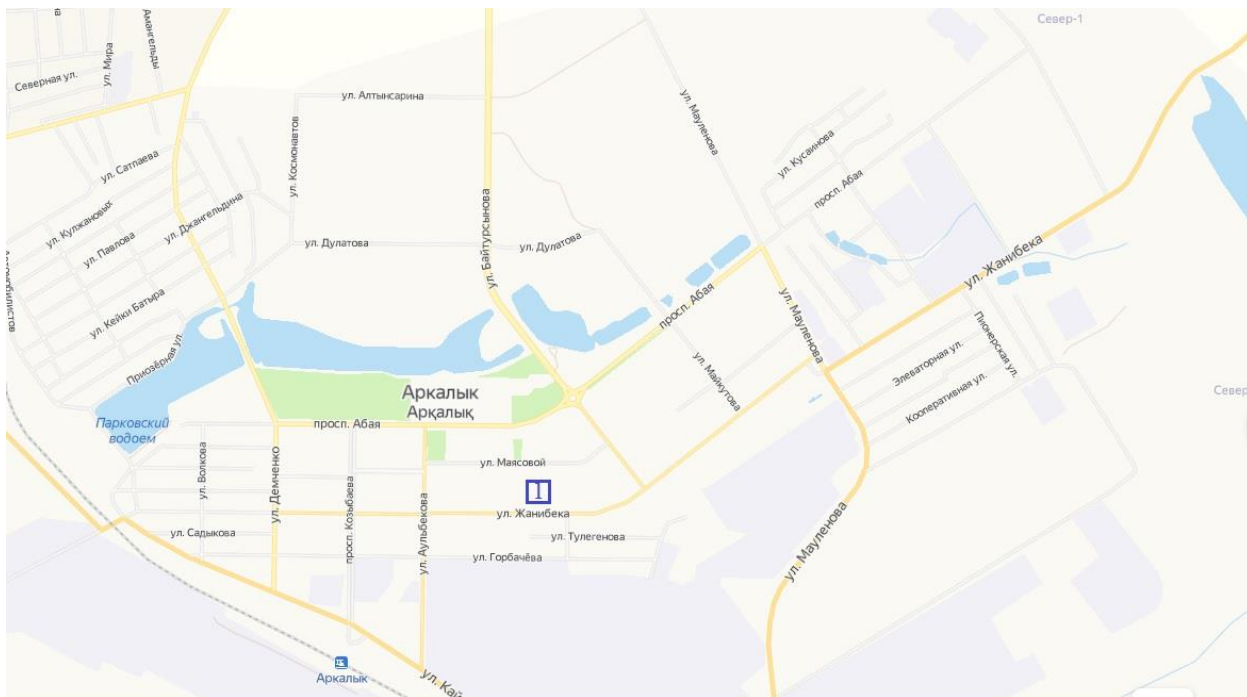 Север-1
Амангельды
ул. Мира
Северная ул.
ул. Алтынсарина
ул. Мауленова
ул. Кусаинова
ул. Сатпаева
ул. Космонавтов
просп. Абая
ул. Кулжановых
ул. Джангельдина
ул. Байтурсынова
ул. Павлова
ул. Дулатова
ул. Дулатова
ул. Жанибека
ул. Кейки Батыра
просп. Абая
ул. Мауленова
Приозёрная ул.
Пионерская ул.
Элеваторная ул.
ул. Майкутова
Аркалык
Арқалық
Кооперативная ул.
Парковский
водоем
просп. Абая
ул. Волкова
ул. Демченко
ул. Маясовой
просп. Козыбаева
ул. Аульбекова
1
ул. Жанибека
ул. Садыкова
ул. Тулегенова
ул. Горбачёва
ул. Мауленова
Аркалык
ул. Кай